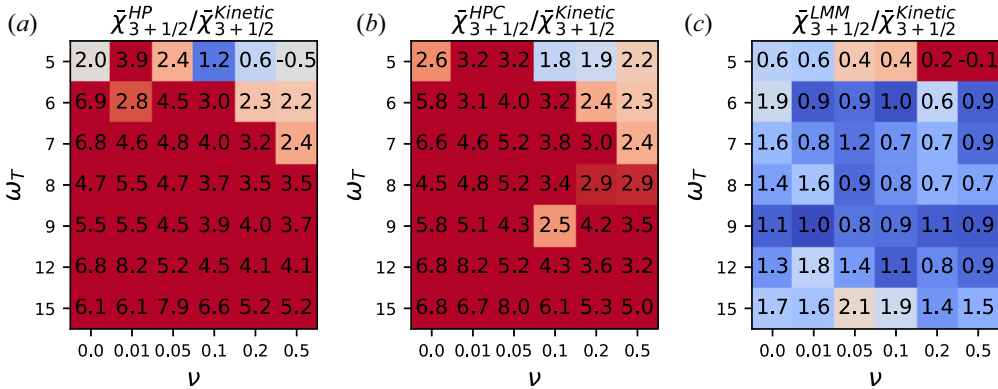 (a) χ̄^{HP}_{3+1/2}/χ̄^{Kinetic}_{3+1/2}
5 2.0 3.9 2.4 1.2 0.6 -0.5
6 6.9 2.8 4.5 3.0 2.3 2.2
7 6.8 4.6 4.8 4.0 3.2 2.4
8 4.7 5.5 4.7 3.7 3.5 3.5
9 5.5 5.5 4.9 4.5 4.0 3.7
12 6.8 8.2 5.2 4.5 4.1 4.1
15 6.1 5.1 7.9 6.6 5.2 5.2
ω_T
0.0 0.01 0.05 0.1 0.2 0.5
ν
(b) χ̄^{HPC}_{3+1/2}/χ̄^{Kinetic}_{3+1/2}
5 2.6 3.2 3.2 1.8 1.9 2.2
6 5.8 3.1 4.0 3.2 2.4 2.3
7 6.8 4.6 4.6 3.8 3.0 2.4
8 4.5 4.8 5.2 3.4 2.9 2.9
9 5.8 5.1 4.3 2.5 4.2 3.5
12 6.8 8.2 5.2 4.3 3.6 3.2
15 6.8 6.7 8.0 6.1 5.3 5.0
ω_T
0.0 0.01 0.05 0.1 0.2 0.5
ν
(c) χ̄^{LMM}_{3+1/2}/χ̄^{Kinetic}_{3+1/2}
5 0.6 0.6 0.4 0.4 0.2 -0.1
6 1.9 0.9 0.9 1.0 0.6 0.9
7 1.6 0.8 1.2 0.7 0.7 0.9
8 1.4 1.6 0.9 0.8 0.7 0.7
9 1.1 1.0 0.8 0.9 1.1 0.9
12 1.3 1.8 1.4 1.1 0.8 0.9
15 1.7 1.6 2.1 1.9 1.4 1.5
ω_T
0.0 0.01 0.05 0.1 0.2 0.5
ν